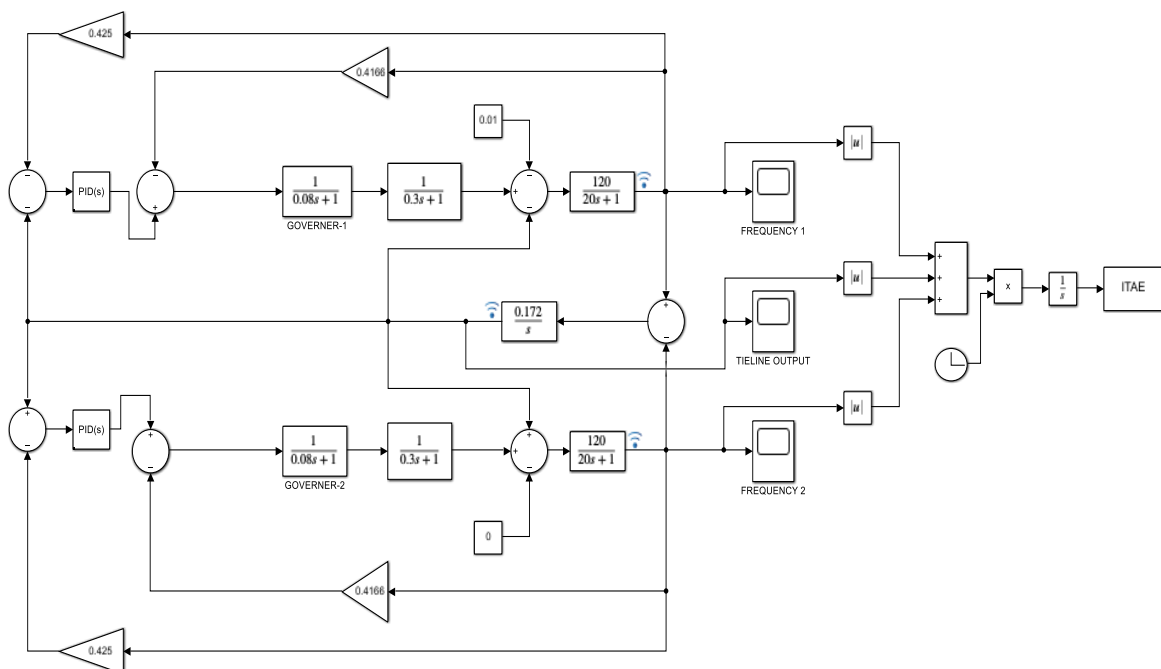 0.425
0.4166
0.01
PID(s)
1
0.08s + 1
GOVERNER-1
1
0.3s + 1
120
20s + 1
|u|
FREQUENCY 1
0.172
s
|u|
TIELINE OUTPUT
x
1
s
ITAE
PID(s)
1
0.08s + 1
GOVERNER-2
1
0.3s + 1
120
20s + 1
|u|
FREQUENCY 2
0
0.4166
0.425